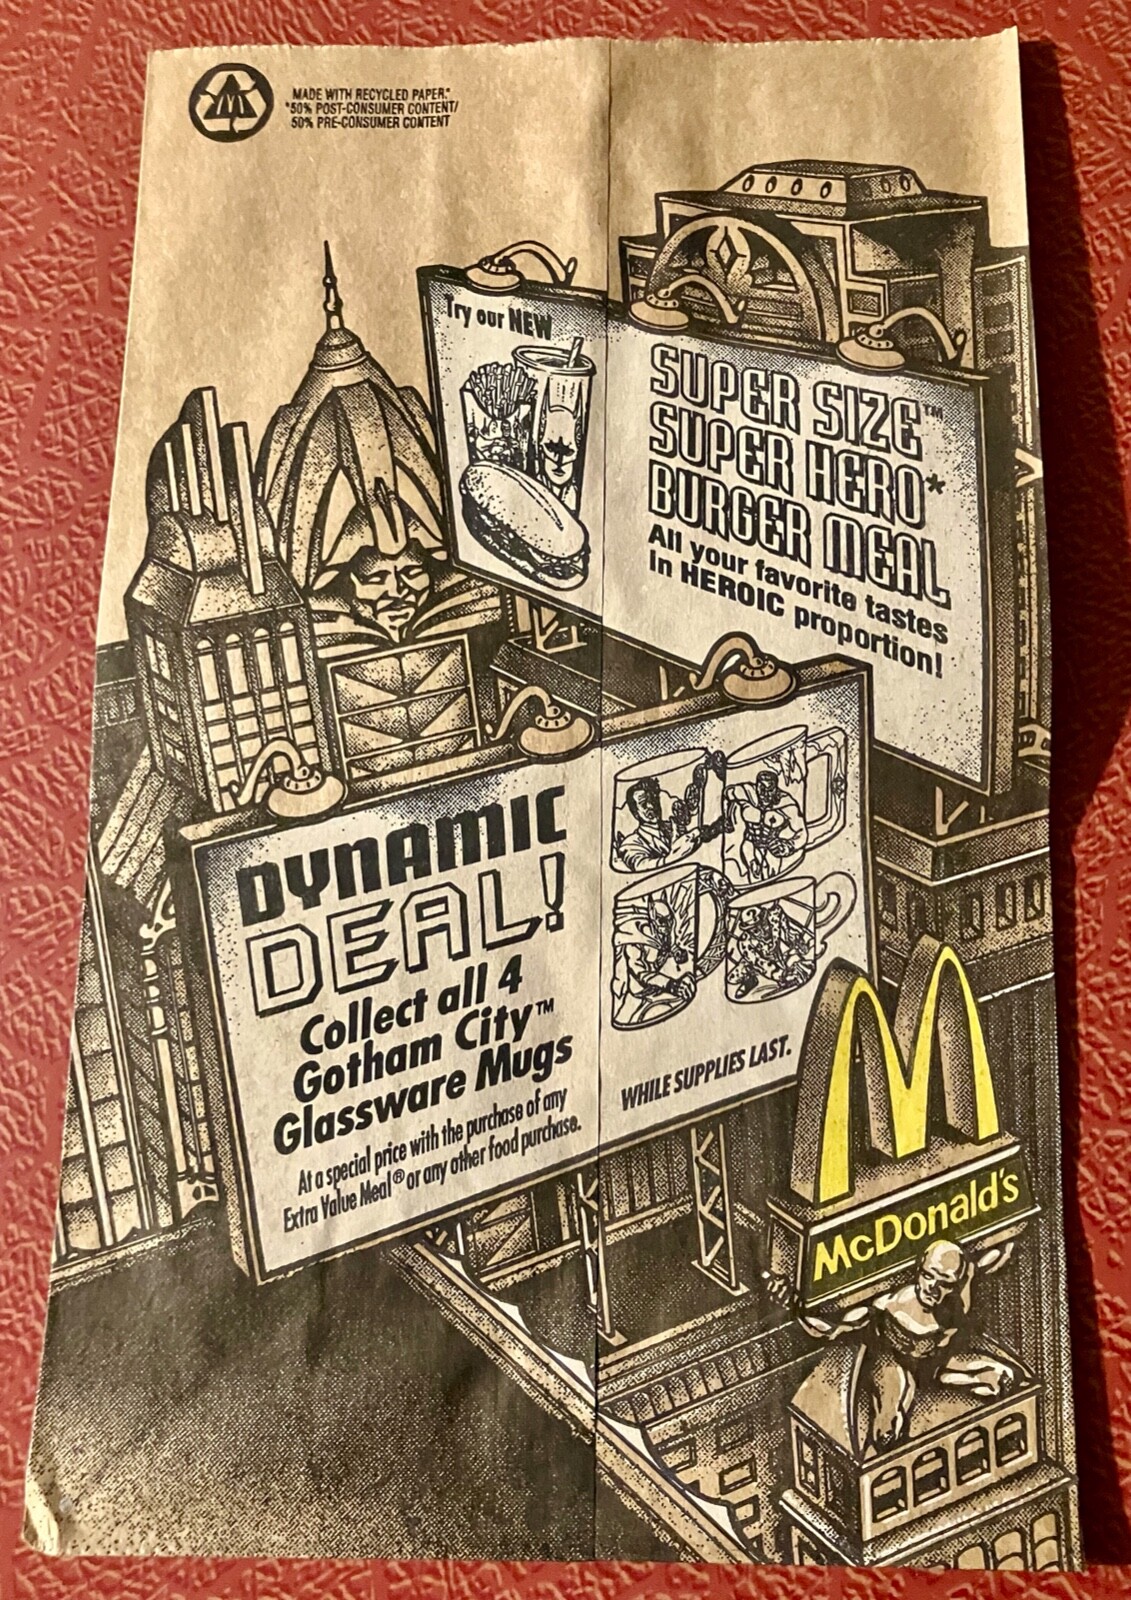 MADE WITH RECYCLED PAPER.*
*50% POST-CONSUMER CONTENT/
50% PRE-CONSUMER CONTENT
Try our NEW
SUPER SIZE™
SUPER HERO*
BURGER MEAL
All your favorite tastes
in HEROIC proportion!
DYNAMIC
DEAL!
Collect all 4
Gotham City™
Glassware Mugs
At a special price with the purchase of any
Extra Value Meal® or any other food purchase.
WHILE SUPPLIES LAST.
McDonald's